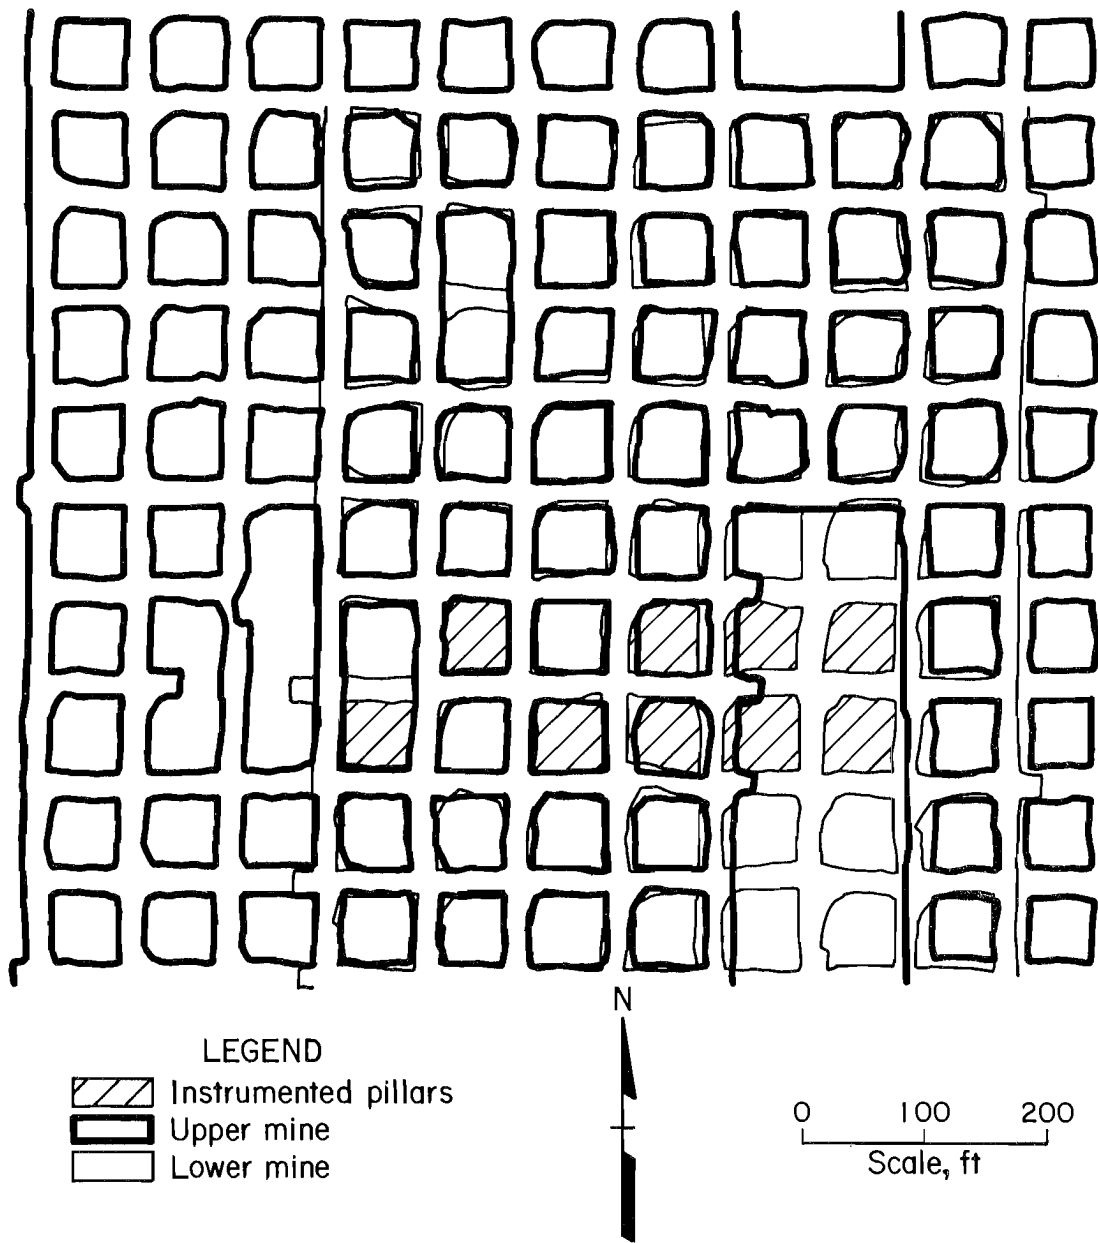 N
LEGEND
Instrumented pillars
Upper mine
Lower mine
0 100 200
Scale, ft